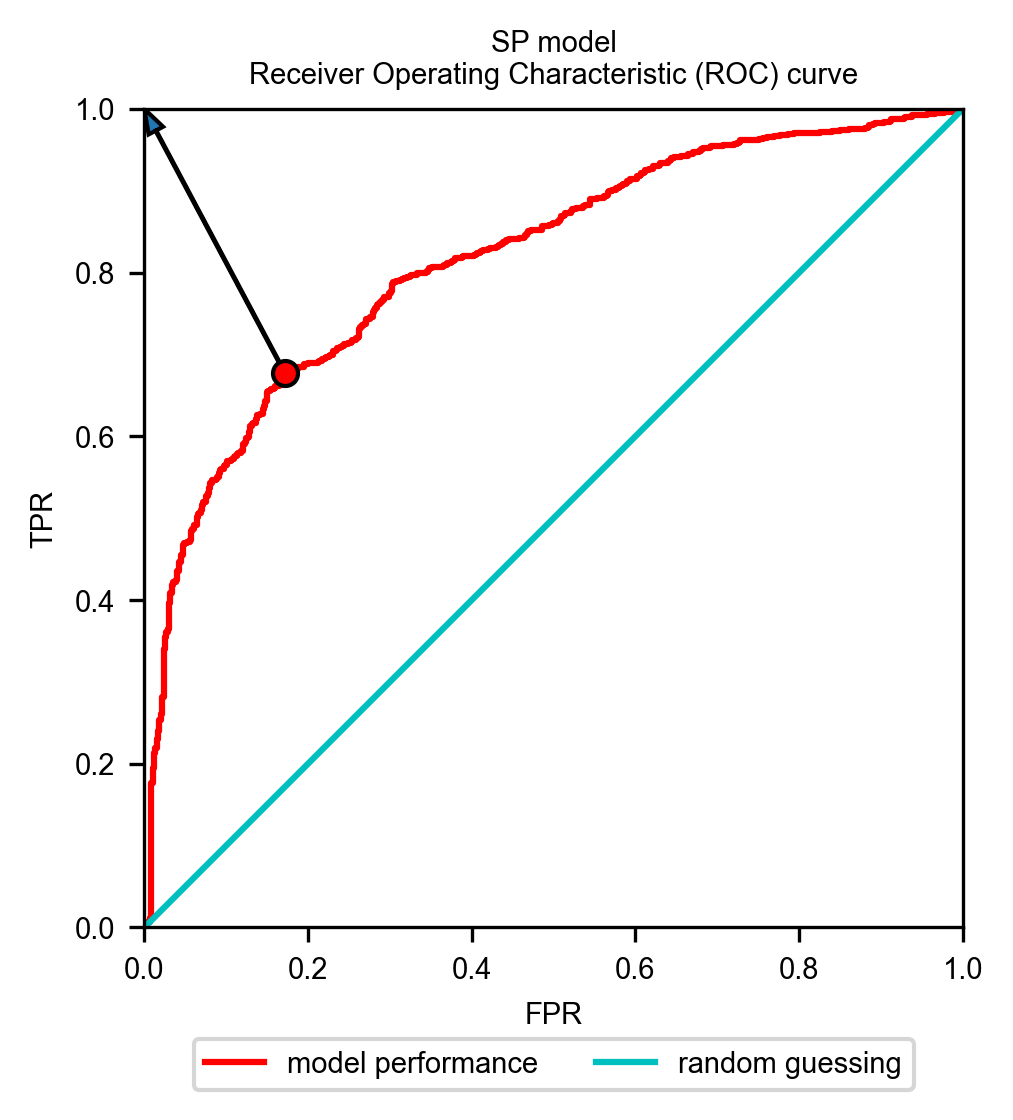 SP model
Receiver Operating Characteristic (ROC) curve
1.0
0.8
0.6
0.4
0.2
0.0
TPR
0.0 0.2 0.4 0.6 0.8 1.0
FPR
model performance random guessing